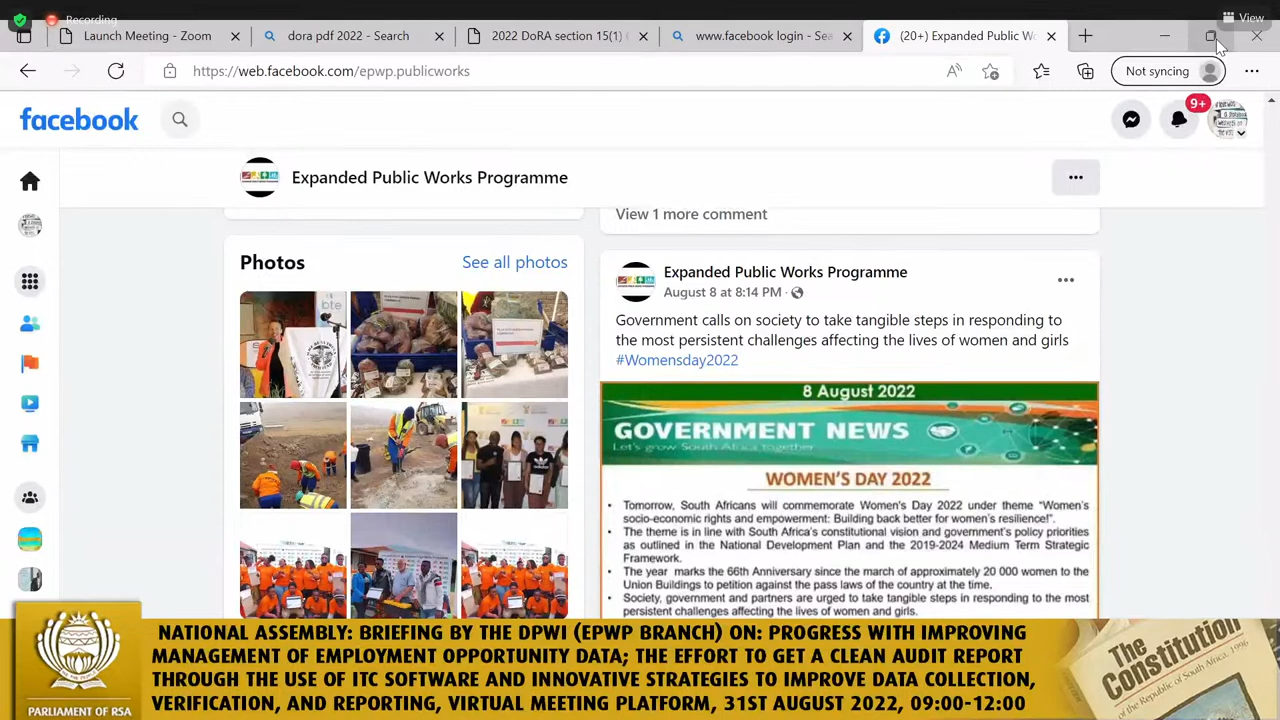 Recording
View
Launch Meeting - Zoom
dora pdf 2022 - Search
2022 DoRA section 15(1)
www.facebook login - Sea
(20+) Expanded Public Wo
https://web.facebook.com/epwp.publicworks
Not syncing
facebook
9+
Expanded Public Works Programme
View 1 more comment
Photos
See all photos
Expanded Public Works Programme
August 8 at 8:14 PM
Government calls on society to take tangible steps in responding to
the most persistent challenges affecting the lives of women and girls
#Womensday2022
8 August 2022
GOVERNMENT NEWS
Let's grow South Africa together
WOMEN'S DAY 2022
• Tomorrow, South Africans will commemorate Women's Day 2022 under theme "Women's
socio-economic rights and empowerment: Building back better for women's resilience!".
• The theme is in line with South Africa's constitutional vision and government's policy priorities
as outlined in the National Development Plan and the 2019-2024 Medium Term Strategic
Framework.
• The year marks the 66th Anniversary since the march of approximately 20 000 women to the
Union Buildings to petition against the pass laws of the country at the time.
• Society, government and partners are urged to take tangible steps in responding to the most
persistent challenges affecting the lives of women and girls.
NATIONAL ASSEMBLY: BRIEFING BY THE DPWI (EPWP BRANCH) ON: PROGRESS WITH IMPROVING
MANAGEMENT OF EMPLOYMENT OPPORTUNITY DATA; THE EFFORT TO GET A CLEAN AUDIT REPORT
THROUGH THE USE OF ITC SOFTWARE AND INNOVATIVE STRATEGIES TO IMPROVE DATA COLLECTION,
VERIFICATION, AND REPORTING, VIRTUAL MEETING PLATFORM, 31ST AUGUST 2022, 09:00-12:00
PARLIAMENT OF RSA
The
Constitution
of the Republic of South Africa, 1996